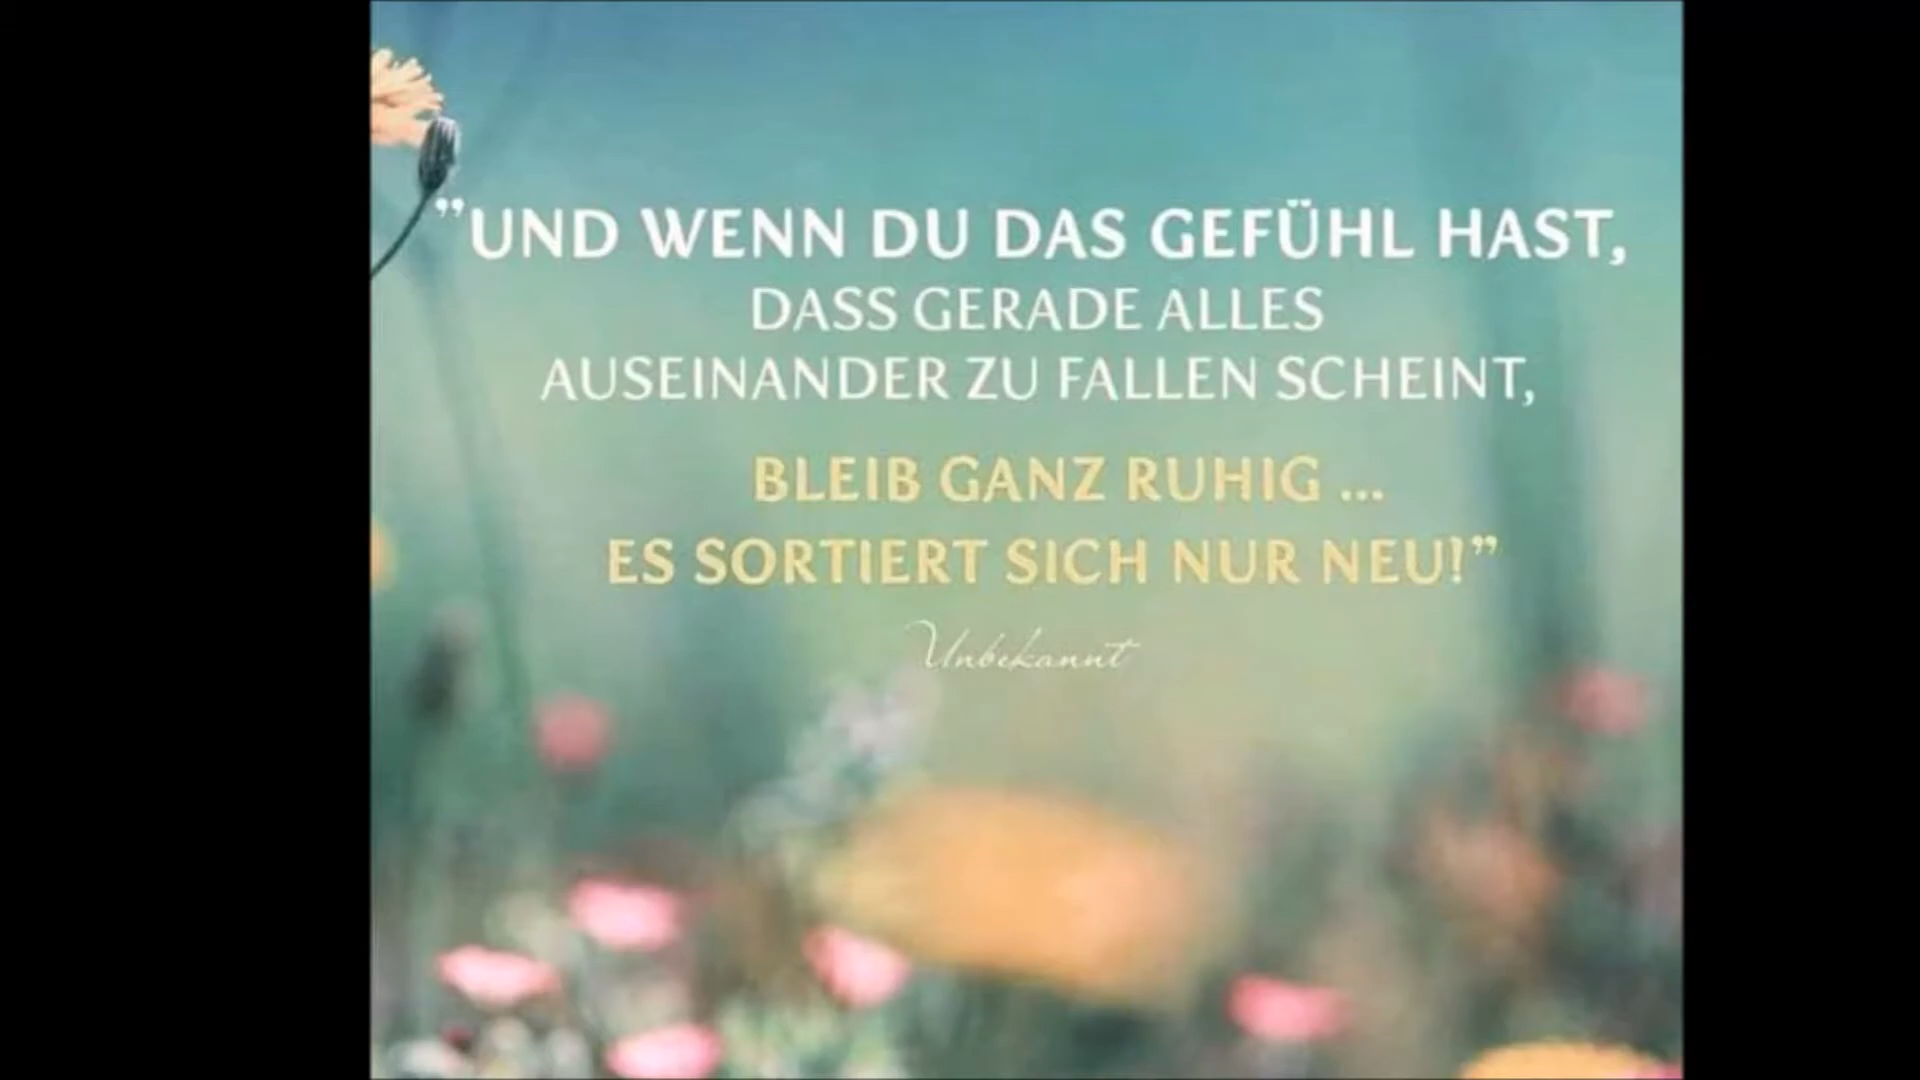 ”UND WENN DU DAS GEFÜHL HAST,
DASS GERADE ALLES
AUSEINANDER ZU FALLEN SCHEINT,
BLEIB GANZ RUHIG ...
ES SORTIERT SICH NUR NEU!”
Unbekannt